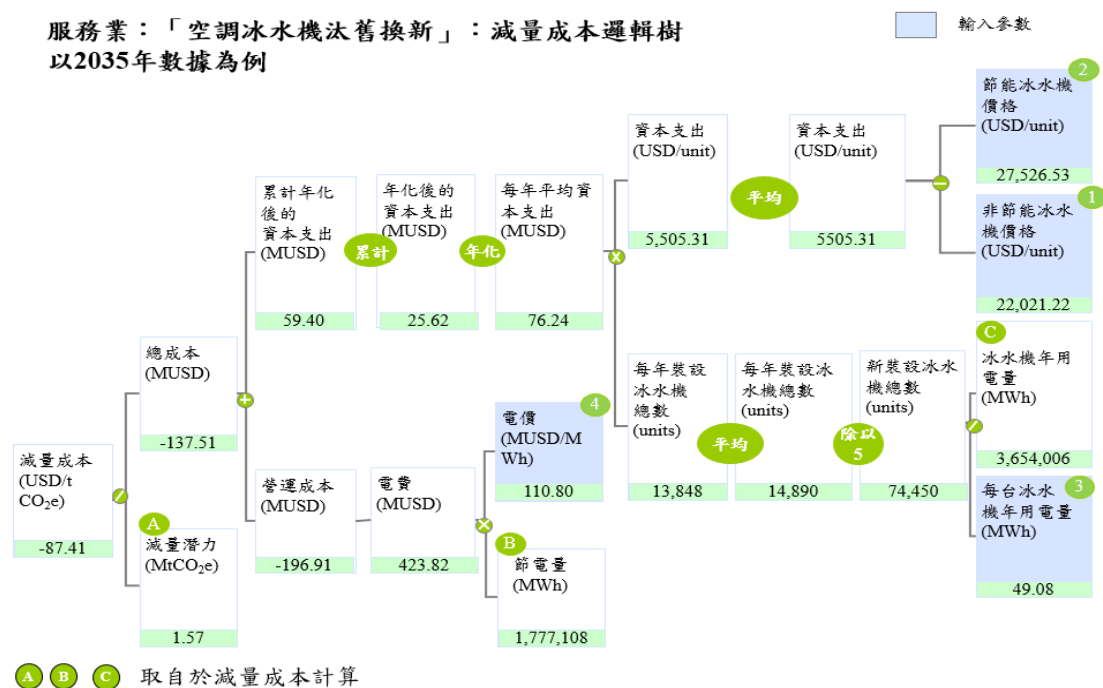 服務業：「空調冰水機汰舊換新」：減量成本邏輯樹
以2035年數據為例
輸入參數
減量成本
(USD/t
CO₂e)
-87.41
/
總成本
(MUSD)
-137.51
A
減量潛力
(MtCO₂e)
1.57
+
累計年化
後的
資本支出
(MUSD)
59.40
累計
年化後的
資本支出
(MUSD)
25.62
年化
每年平均資
本支出
(MUSD)
76.24
x
資本支出
(USD/unit)
5,505.31
平均
資本支出
(USD/unit)
5505.31
−
2
節能冰水機
價格
(USD/unit)
27,526.53
1
非節能冰水
機價格
(USD/unit)
22,021.22
每年裝設
冰水機
總數
(units)
13,848
平均
每年裝設冰
水機總數
(units)
14,890
除以
5
新裝設冰水
機總數
(units)
74,450
/
C
冰水機年用
電量
(MWh)
3,654,006
3
每台冰水
機年用電量
(MWh)
49.08
營運成本
(MUSD)
-196.91
電費
(MUSD)
423.82
x
4
電價
(MUSD/M
Wh)
110.80
B
節電量
(MWh)
1,777,108
A B C 取自於減量成本計算